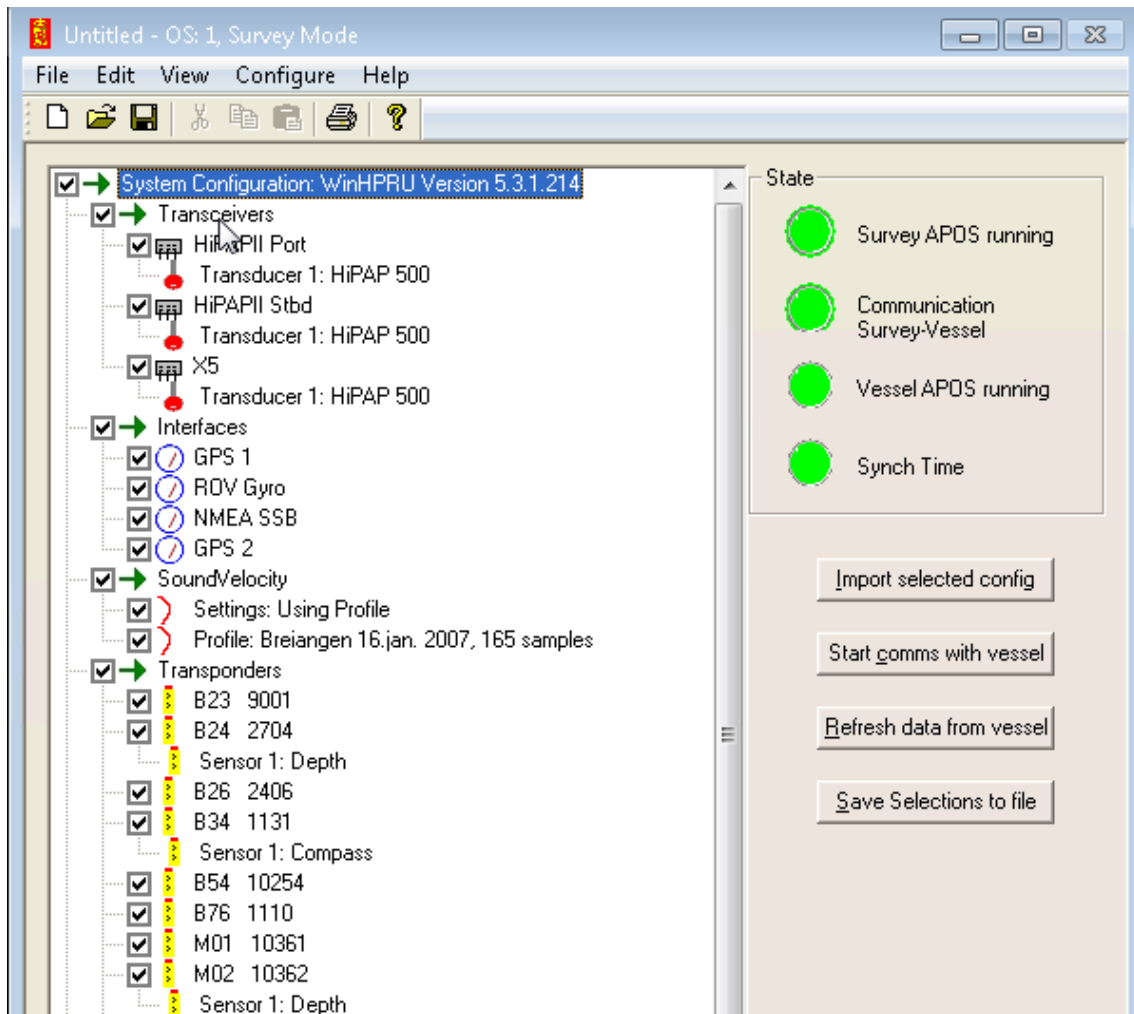 Untitled - OS: 1, Survey Mode
File Edit View Configure Help
System Configuration: WinHPRU Version 5.3.1.214
Transceivers
HiPAPII Port
Transducer 1: HiPAP 500
HiPAPII Stbd
Transducer 1: HiPAP 500
X5
Transducer 1: HiPAP 500
Interfaces
GPS 1
ROV Gyro
NMEA SSB
GPS 2
SoundVelocity
Settings: Using Profile
Profile: Breiangen 16.jan. 2007, 165 samples
Transponders
B23 9001
B24 2704
Sensor 1: Depth
B26 2406
B34 1131
Sensor 1: Compass
B54 10254
B76 1110
M01 10361
M02 10362
Sensor 1: Depth
State
Survey APOS running
Communication
Survey-Vessel
Vessel APOS running
Synch Time
Import selected config
Start comms with vessel
Refresh data from vessel
Save Selections to file